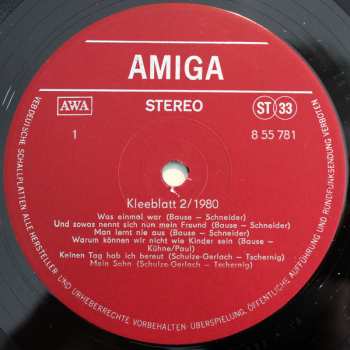 AMIGA
AWA
STEREO
ST 33
1
8 55 781
Kleeblatt 2/1980
Was einmal war (Bause – Schneider)
Und sowas nennt sich nun mein Freund (Bause – Schneider)
Man lernt nie aus (Bause – Schneider)
Warum können wir nicht wie Kinder sein (Bause –
Kühne/Paul)
Keinen Tag hab ich bereut (Schulze-Gerlach – Tschernig)
Mein Sohn (Schulze-Gerlach – Tschernig)
VEB DEUTSCHE SCHALLPLATTEN · ALLE HERSTELLER- UND URHEBERRECHTE VORBEHALTEN · ÜBERSPIELUNG, ÖFFENTLICHE AUFFÜHRUNG UND RUNDFUNKSENDUNG VERBOTEN